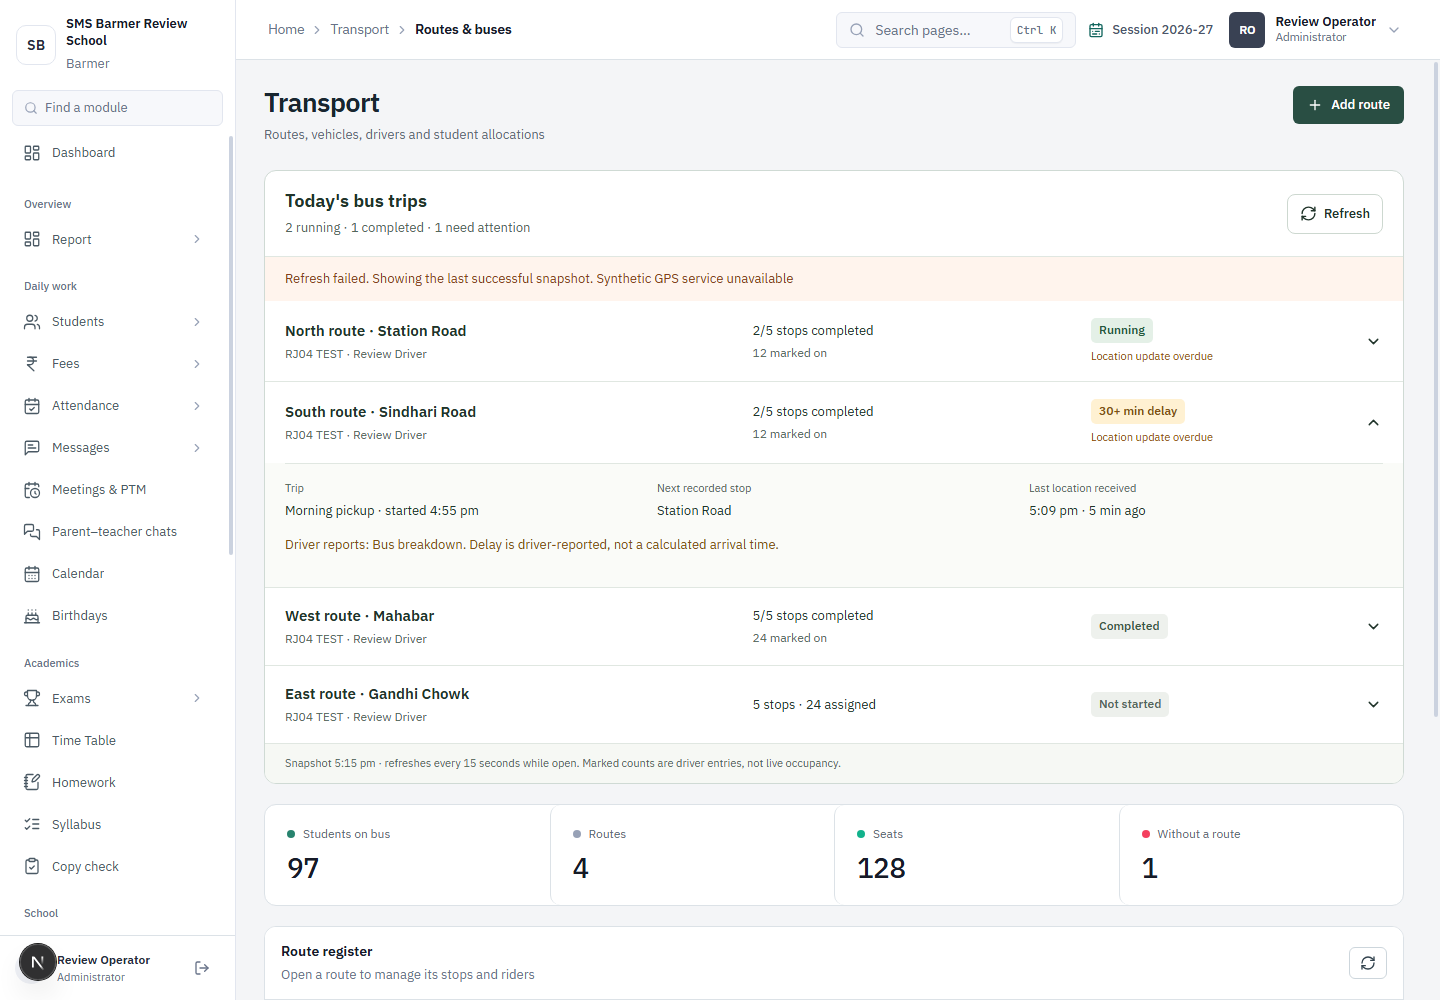 SMS Barmer Review
School
SB
Barmer
Find a module
Dashboard
Overview
Report
Daily work
Students
Fees
Attendance
Messages
Meetings & PTM
Parent–teacher chats
Calendar
Birthdays
Academics
Exams
Time Table
Homework
Syllabus
Copy check
School
N
Review Operator
Administrator
Home > Transport > Routes & buses
Search pages...
Ctrl K
Session 2026-27
RO
Review Operator
Administrator
Transport
Routes, vehicles, drivers and student allocations
+ Add route
Today's bus trips
2 running · 1 completed · 1 need attention
Refresh
Refresh failed. Showing the last successful snapshot. Synthetic GPS service unavailable
North route · Station Road
RJ04 TEST · Review Driver
2/5 stops completed
12 marked on
Running
Location update overdue
South route · Sindhari Road
RJ04 TEST · Review Driver
2/5 stops completed
12 marked on
30+ min delay
Location update overdue
Trip
Morning pickup · started 4:55 pm
Next recorded stop
Station Road
Last location received
5:09 pm · 5 min ago
Driver reports: Bus breakdown. Delay is driver-reported, not a calculated arrival time.
West route · Mahabar
RJ04 TEST · Review Driver
5/5 stops completed
24 marked on
Completed
East route · Gandhi Chowk
RJ04 TEST · Review Driver
5 stops · 24 assigned
Not started
Snapshot 5:15 pm · refreshes every 15 seconds while open. Marked counts are driver entries, not live occupancy.
Students on bus
97
Routes
4
Seats
128
Without a route
1
Route register
Open a route to manage its stops and riders